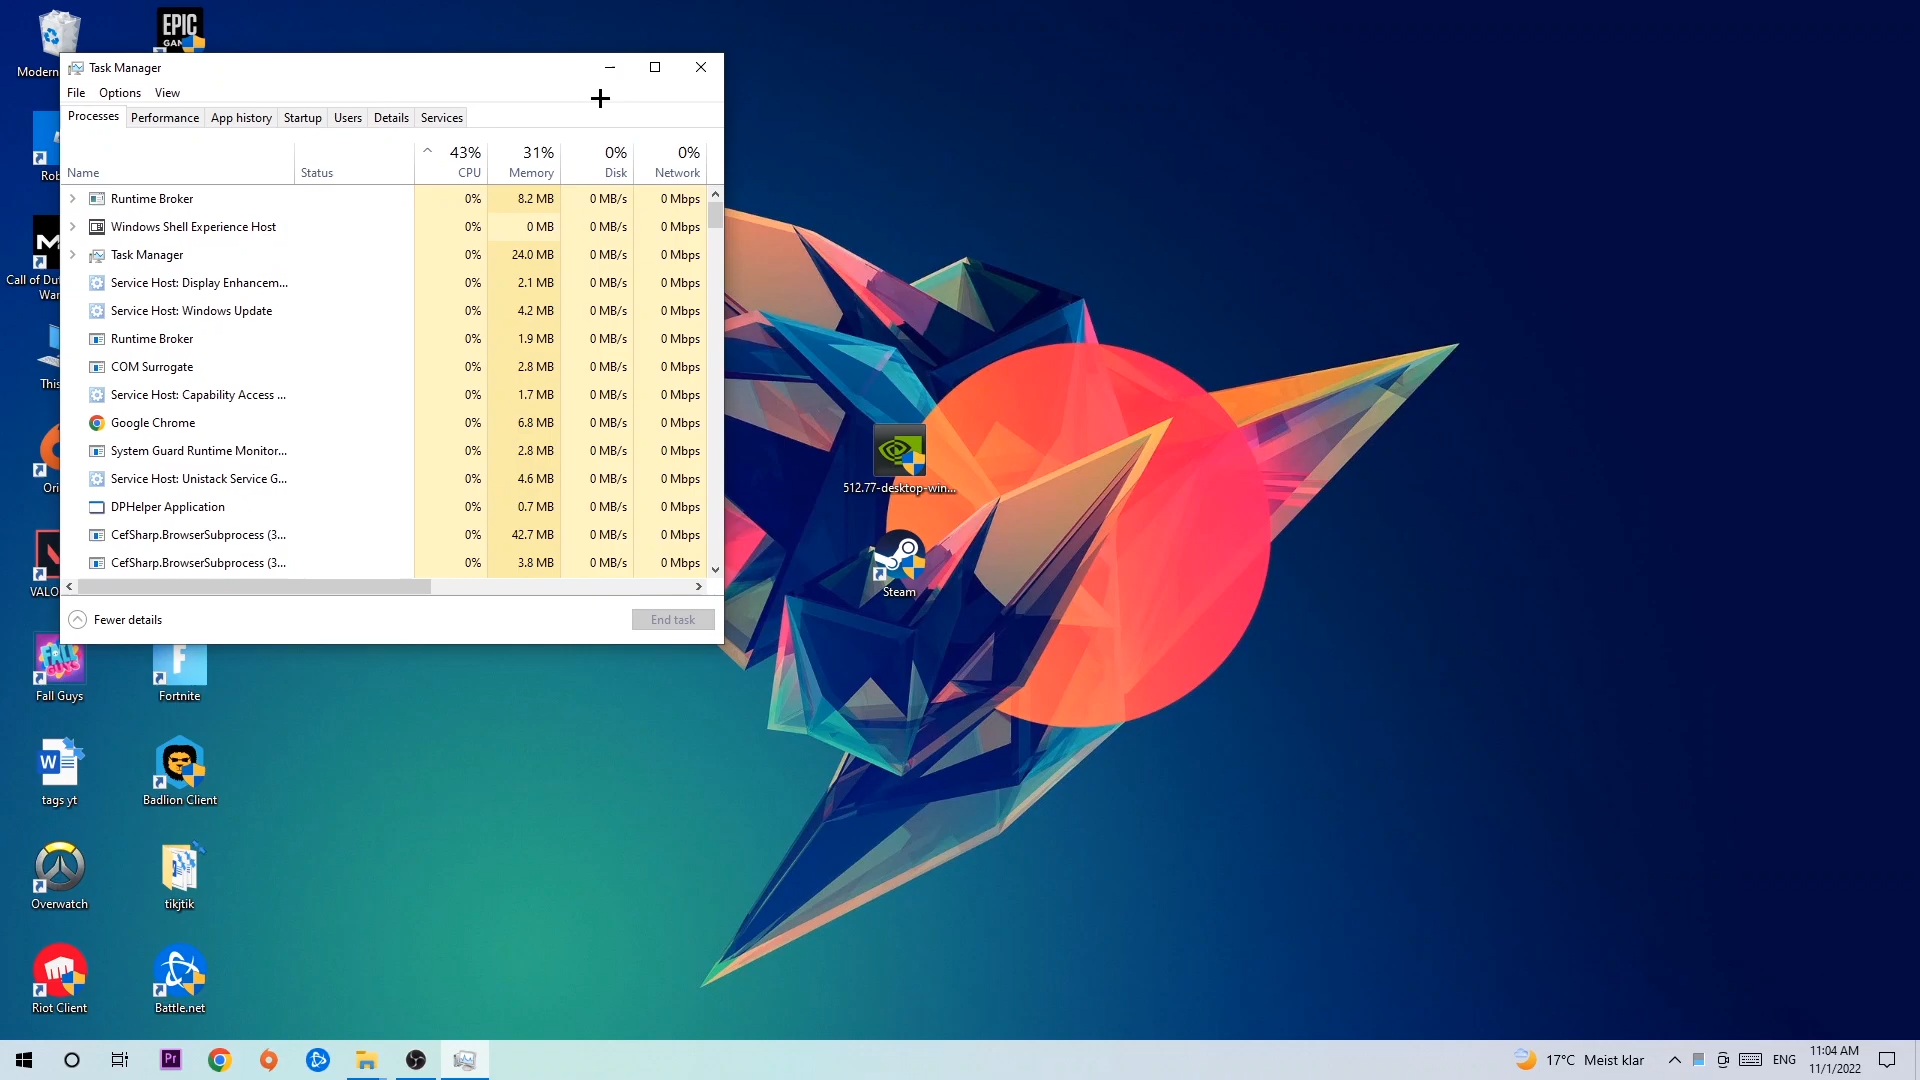 EPIC
GAM
Modern
Task Manager
File Options View
Processes Performance App history Startup Users Details Services
43% 31% 0% 0%
Name Status CPU Memory Disk Network
Runtime Broker 0% 8.2 MB 0 MB/s 0 Mbps
Windows Shell Experience Host 0% 0 MB 0 MB/s 0 Mbps
Task Manager 0% 24.0 MB 0 MB/s 0 Mbps
Service Host: Display Enhancem... 0% 2.1 MB 0 MB/s 0 Mbps
Service Host: Windows Update 0% 4.2 MB 0 MB/s 0 Mbps
Runtime Broker 0% 1.9 MB 0 MB/s 0 Mbps
COM Surrogate 0% 2.8 MB 0 MB/s 0 Mbps
Service Host: Capability Access ... 0% 1.7 MB 0 MB/s 0 Mbps
Google Chrome 0% 6.8 MB 0 MB/s 0 Mbps
System Guard Runtime Monitor... 0% 2.8 MB 0 MB/s 0 Mbps
Service Host: Unistack Service G... 0% 4.6 MB 0 MB/s 0 Mbps
DPHelper Application 0% 0.7 MB 0 MB/s 0 Mbps
CefSharp.BrowserSubprocess (3... 0% 42.7 MB 0 MB/s 0 Mbps
CefSharp.BrowserSubprocess (3... 0% 3.8 MB 0 MB/s 0 Mbps
Fewer details End task
Rob
Call of Du
War
This
Ori
VALO
512.77-desktop-win...
Steam
Fall Guys
Fortnite
tags yt
Badlion Client
Overwatch
tikjtik
Riot Client
Battle.net
Pr
17°C Meist klar
ENG
11:04 AM
11/1/2022